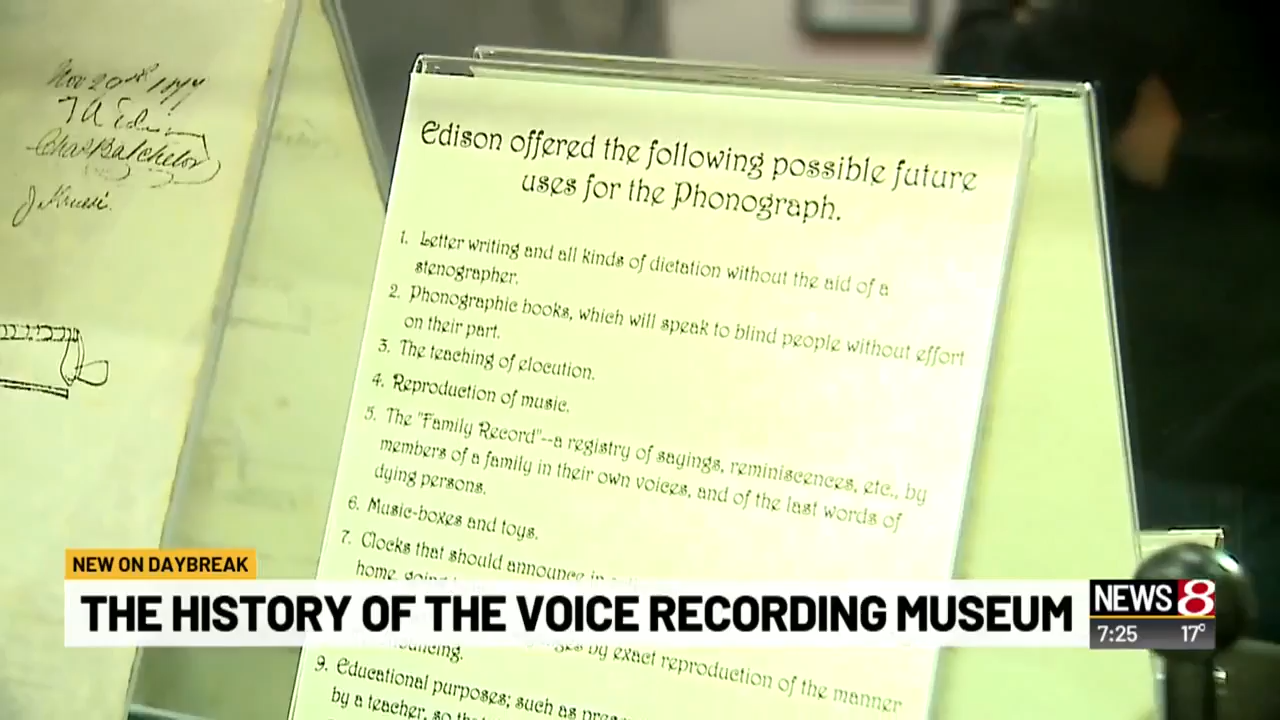 Nov 29th 1877
T A Edison
Chas Batchelor
J Kruesi
Edison offered the following possible future
uses for the Phonograph.
1. Letter writing and all kinds of dictation without the aid of a
stenographer.
2. Phonographic books, which will speak to blind people without effort
on their part.
3. The teaching of elocution.
4. Reproduction of music.
5. The "Family Record"--a registry of sayings, reminiscences, etc., by
members of a family in their own voices, and of the last words of
dying persons.
6. Music-boxes and toys.
7. Clocks that should announce in
home, going
by exact reproduction of the manner
9. Educational purposes; such as
by a teacher, so
NEW ON DAYBREAK
THE HISTORY OF THE VOICE RECORDING MUSEUM
NEWS 8
7:25 17°